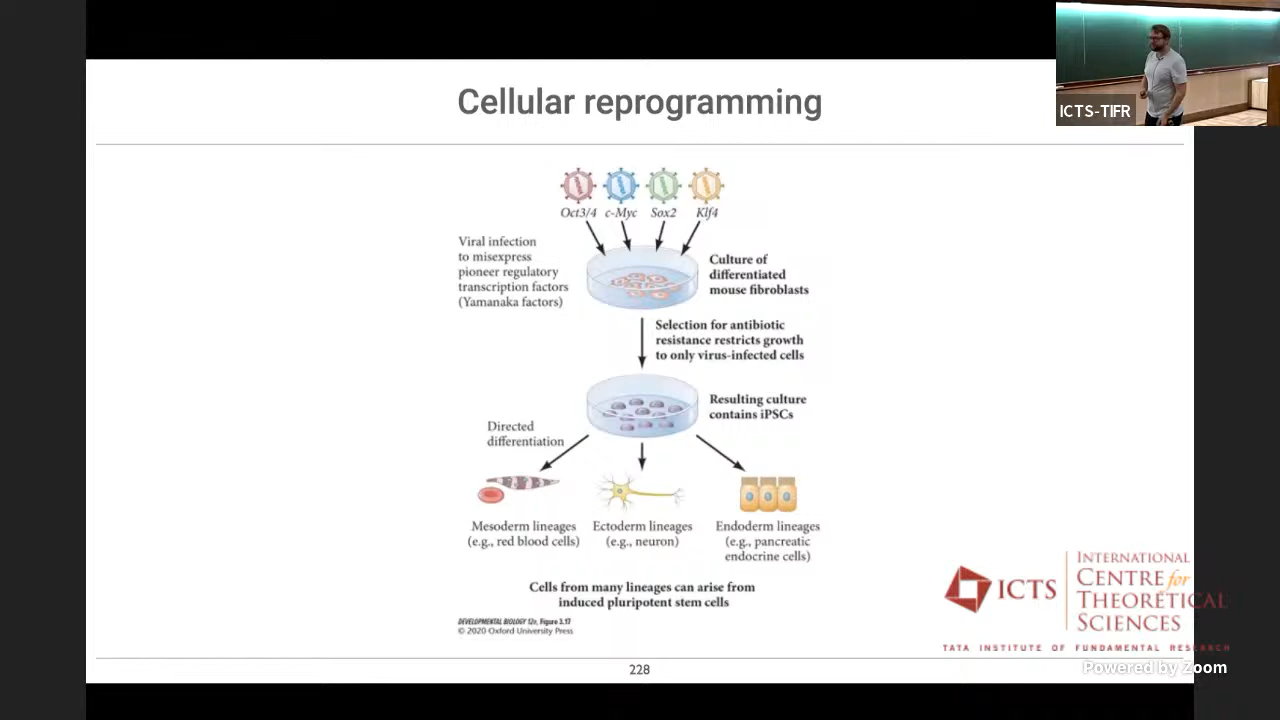 Cellular reprogramming
ICTS-TIFR
Oct3/4 c-Myc Sox2 Klf4
Viral infection
to misexpress
pioneer regulatory
transcription factors
(Yamanaka factors)
Culture of
differentiated
mouse fibroblasts
Selection for antibiotic
resistance restricts growth
to only virus-infected cells
Resulting culture
contains iPSCs
Directed
differentiation
Mesoderm lineages
(e.g., red blood cells)
Ectoderm lineages
(e.g., neuron)
Endoderm lineages
(e.g., pancreatic
endocrine cells)
Cells from many lineages can arise from
induced pluripotent stem cells
DEVELOPMENTAL BIOLOGY 12e, Figure 3.17
© 2020 Oxford University Press
ICTS
INTERNATIONAL
CENTRE for
THEORETICAL
SCIENCES
TATA INSTITUTE OF FUNDAMENTAL RESEARCH
Powered by Zoom
228